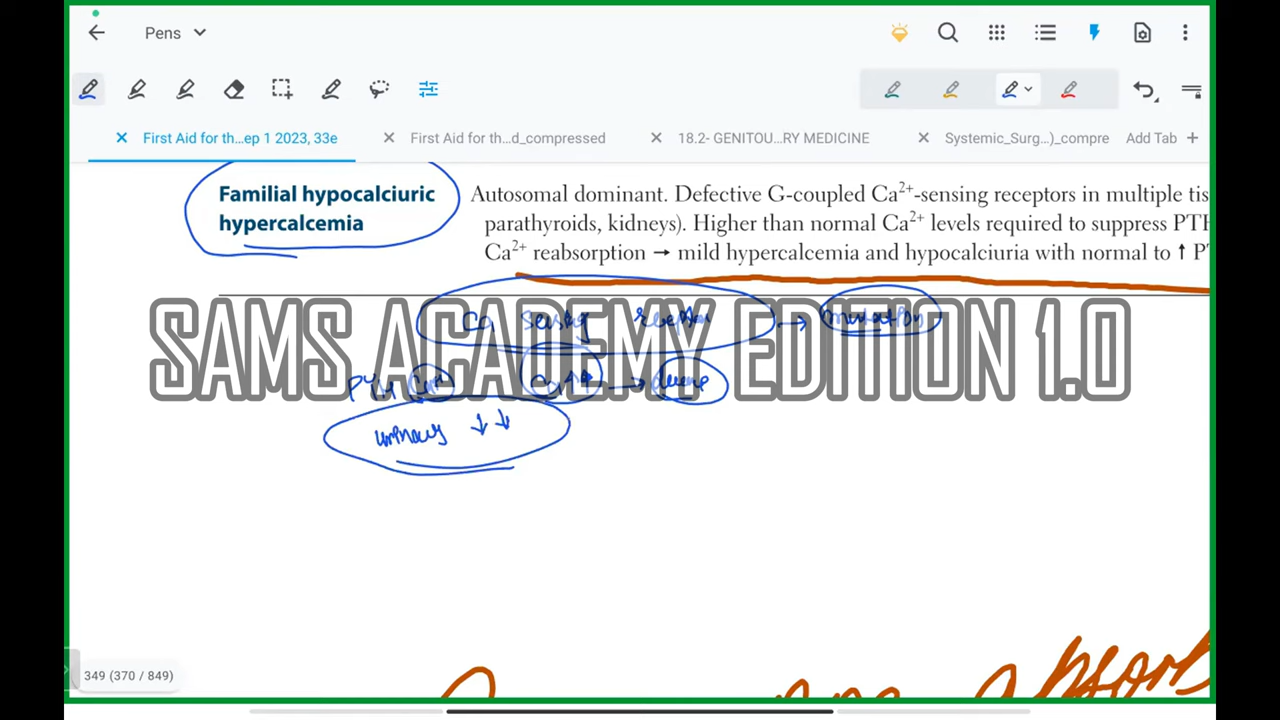 Pens
First Aid for th...ep 1 2023, 33e
First Aid for th...d_compressed
18.2- GENITOU...RY MEDICINE
Systemic_Surg...)_compre
Add Tab
Familial hypocalciuric
hypercalcemia
Autosomal dominant. Defective G-coupled Ca2+-sensing receptors in multiple tis
parathyroids, kidneys). Higher than normal Ca2+ levels required to suppress PTH
Ca2+ reabsorption → mild hypercalcemia and hypocalciuria with normal to ↑ P
Ca sensing receptor → mutation
SAMS ACADEMY EDITION 1.0
PTH
↓ ↓
absorb
349 (370 / 849)